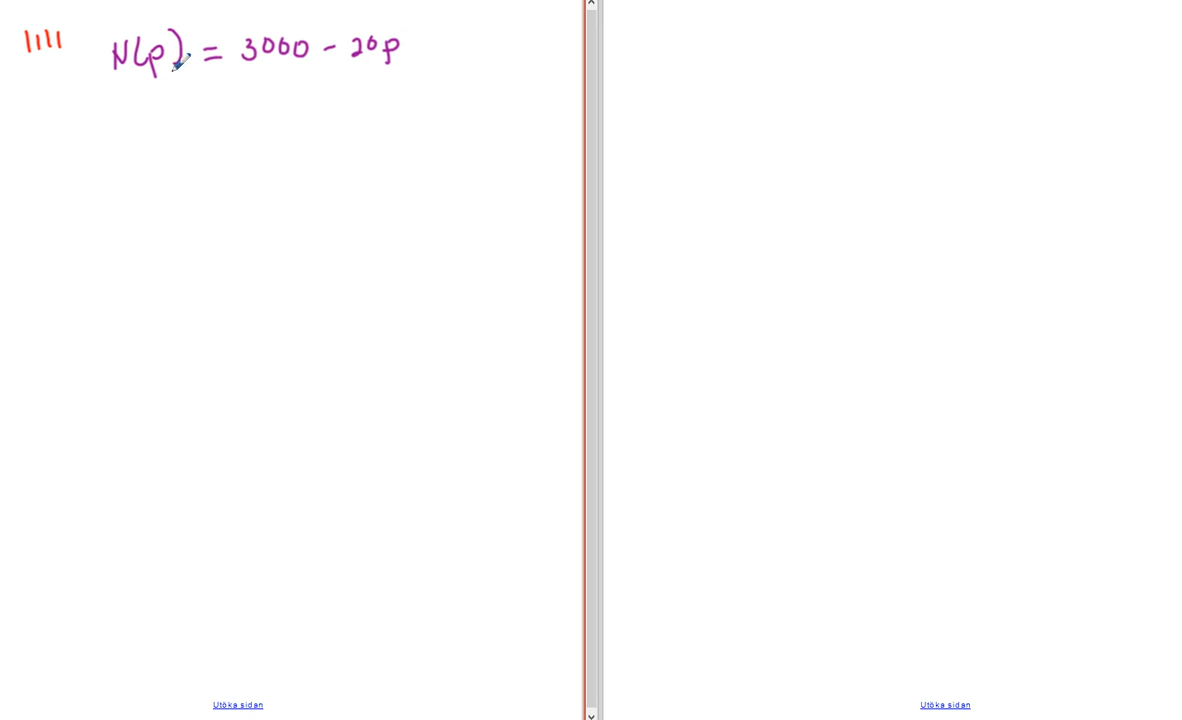 1111 N(p) = 3000 - 20p
Utöka sidan
Utöka sidan